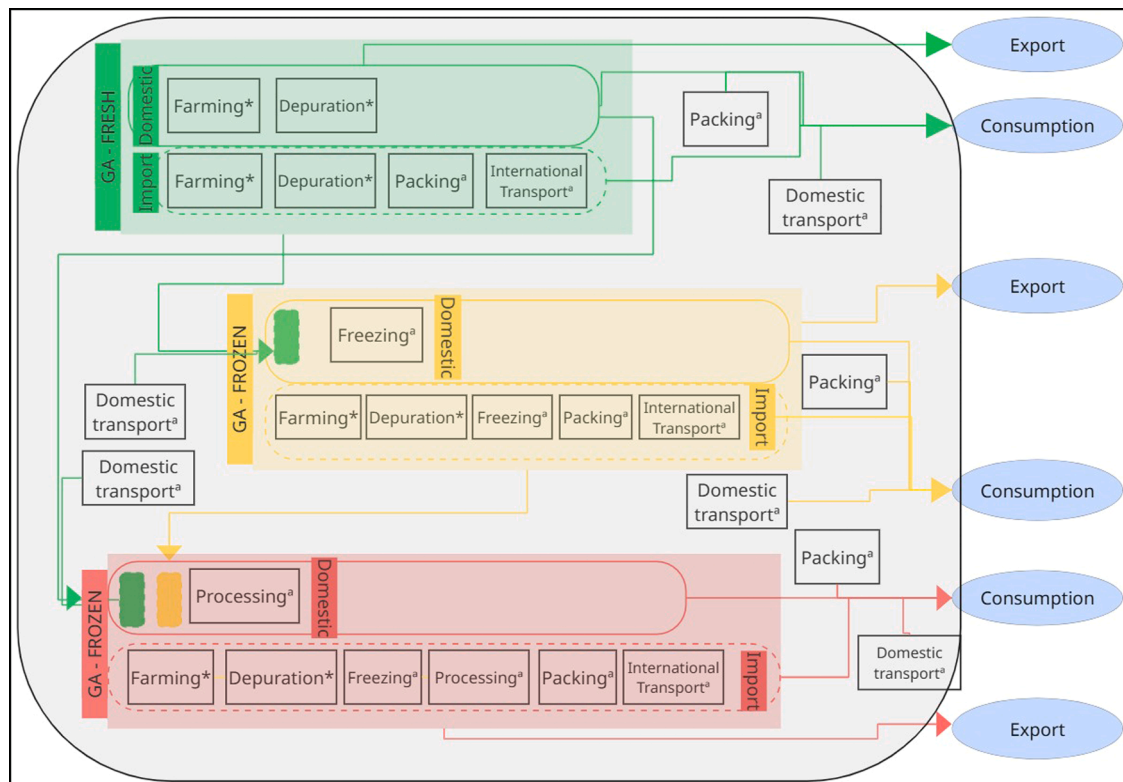 GA - FRESH
Domestic
Farming*
Depuration*
Import
Farming*
Depuration*
Packingª
International
Transportª
Packingª
Domestic
transportª
Export
Consumption
GA - FROZEN
Freezingª
Domestic
Farming*
Depuration*
Freezingª
Packingª
International
Transportª
Import
Export
Packingª
Domestic
transportª
Domestic
transportª
Domestic
transportª
Consumption
GA - FROZEN
Processingª
Domestic
Farming*
Depuration*
Freezingª
Processingª
Packingª
International
Transportª
Import
Packingª
Consumption
Domestic
transportª
Export